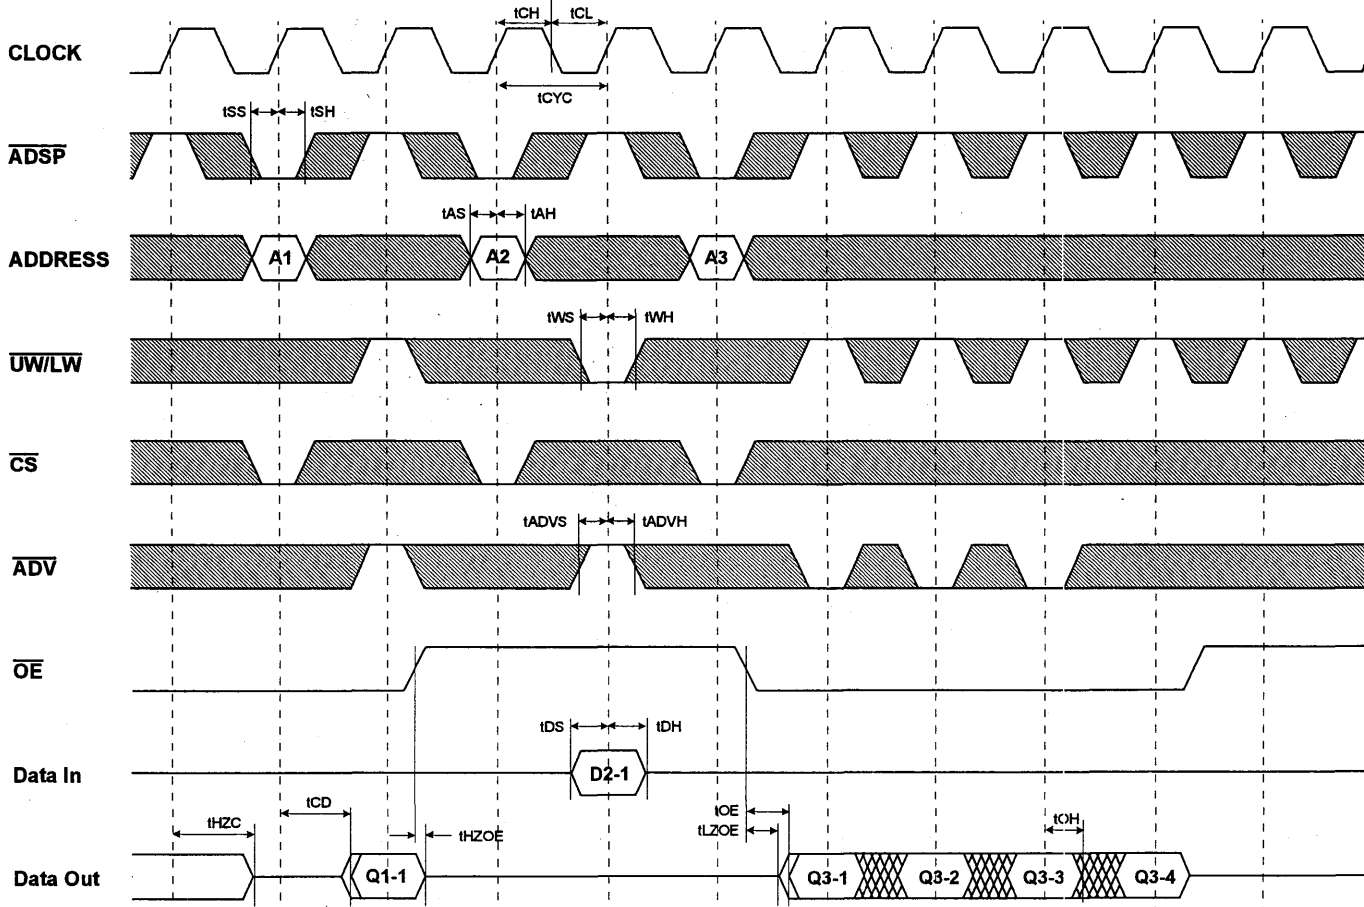 tCH tCL
CLOCK
tCYC
tSS tSH
ADSP
tAS tAH
ADDRESS A1 A2 A3
tWS tWH
UW/LW
CS
tADVS tADVH
ADV
OE
tDS tDH
Data In D2-1
tHZC tCD tHZOE tOE tLZOE tOH
Data Out Q1-1 Q3-1 Q3-2 Q3-3 Q3-4